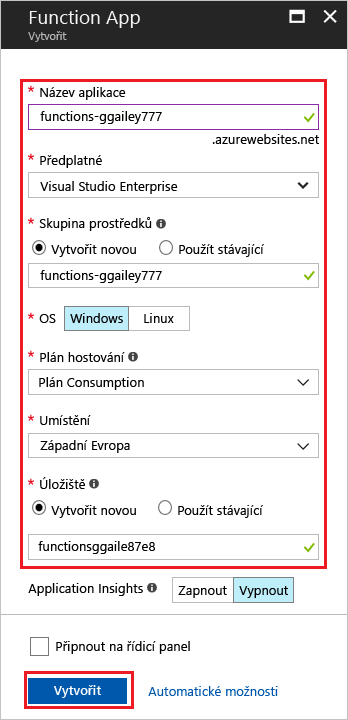 Function App
Vytvořit
* Název aplikace
functions-ggailey777
.azurewebsites.net
* Předplatné
Visual Studio Enterprise
* Skupina prostředků
Vytvořit novou Použít stávající
functions-ggailey777
* OS Windows Linux
* Plán hostování
Plán Consumption
* Umístění
Západní Evropa
* Úložiště
Vytvořit novou Použít stávající
functionsggaile87e8
Application Insights Zapnout Vypnout
Připnout na řídicí panel
Vytvořit Automatické možnosti